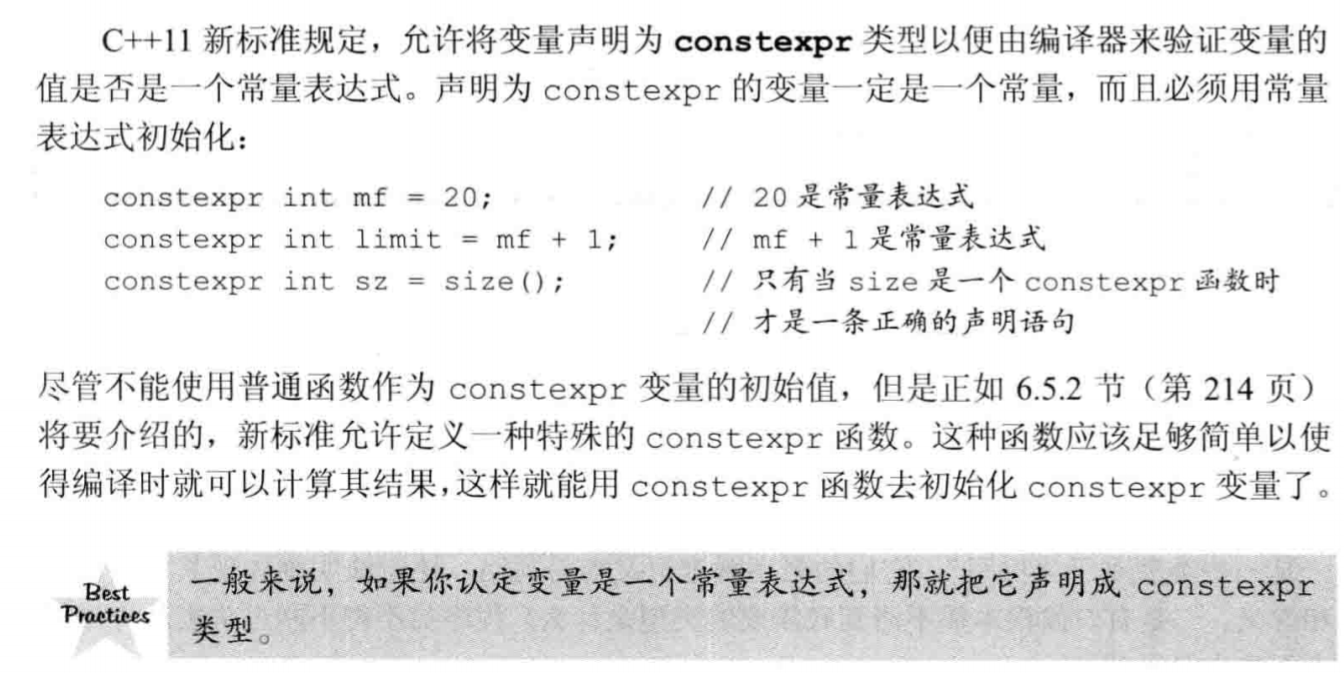 C++11 新标准规定，允许将变量声明为 constexpr 类型以便由编译器来验证变量的
值是否是一个常量表达式。声明为 constexpr 的变量一定是一个常量，而且必须用常量
表达式初始化：
constexpr int mf = 20; // 20 是常量表达式
constexpr int limit = mf + 1; // mf + 1 是常量表达式
constexpr int sz = size(); // 只有当 size 是一个 constexpr 函数时
// 才是一条正确的声明语句
尽管不能使用普通函数作为 constexpr 变量的初始值，但是正如 6.5.2 节（第 214 页）
将要介绍的，新标准允许定义一种特殊的 constexpr 函数。这种函数应该足够简单以使
得编译时就可以计算其结果，这样就能用 constexpr 函数去初始化 constexpr 变量了。
Best
Practices
一般来说，如果你认定变量是一个常量表达式，那就把它声明成 constexpr
类型。